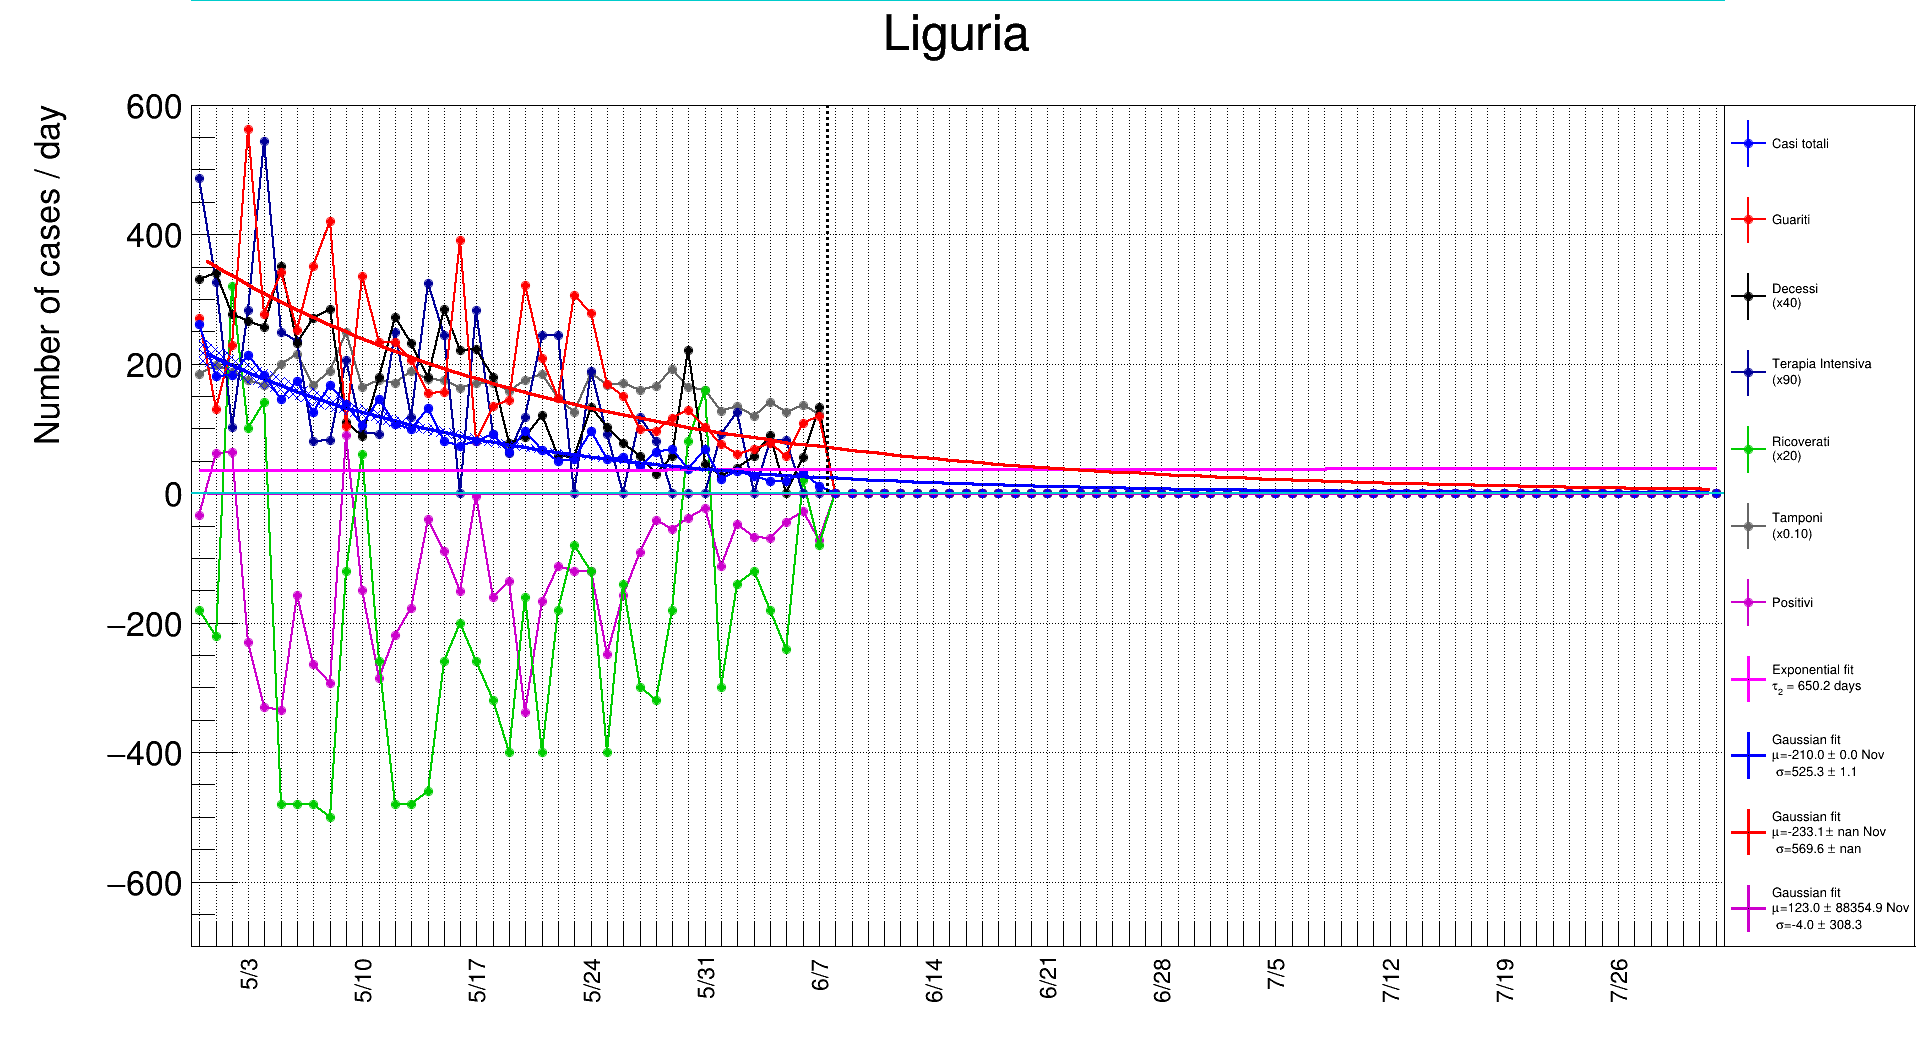 Liguria
Number of cases / day
600
400
200
0
−200
−400
−600
5/3
5/10
5/17
5/24
5/31
6/7
6/14
6/21
6/28
7/5
7/12
7/19
7/26
Casi totali
Guariti
Decessi
(x40)
Terapia Intensiva
(x90)
Ricoverati
(x20)
Tamponi
(x0.10)
Positivi
Exponential fit
τ2 = 650.2 days
Gaussian fit
μ=-210.0 ± 0.0 Nov
σ=525.3 ± 1.1
Gaussian fit
μ=-233.1 ± nan Nov
σ=569.6 ± nan
Gaussian fit
μ=123.0 ± 88354.9 Nov
σ=-4.0 ± 308.3